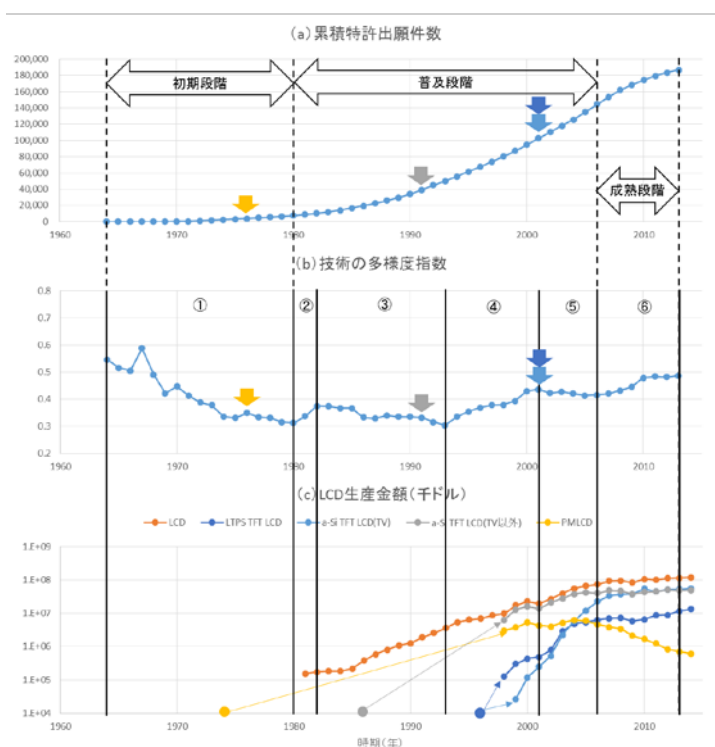 (a)累積特許出願件数
200,000
180,000
160,000
140,000
120,000
100,000
80,000
60,000
40,000
20,000
0
初期段階
普及段階
成熟段階
1960
1970
1980
1990
2000
2010
(b)技術の多様度指数
0.8
0.7
0.6
0.5
0.4
0.3
0.2
①
②
③
④
⑤
⑥
1960
1970
1980
1990
2000
2010
(c)LCD生産金額(千ドル)
LCD
LTPS TFT LCD
a-Si TFT LCD(TV)
a-Si TFT LCD(TV以外)
PMLCD
1.E+09
1.E+08
1.E+07
1.E+06
1.E+05
1.E+04
1960
1970
1980
1990
2000
2010
時期(年)